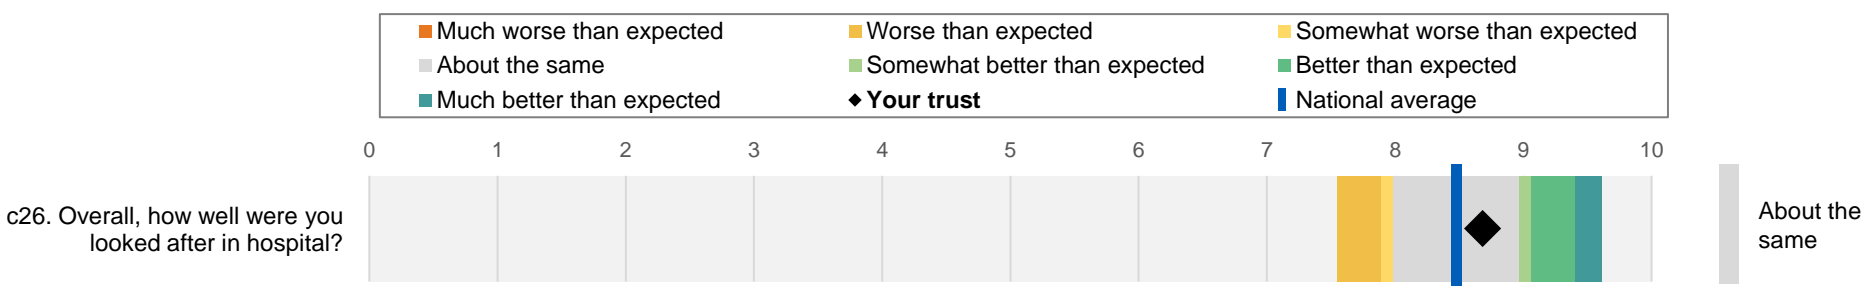 Much worse than expected
Worse than expected
Somewhat worse than expected
About the same
Somewhat better than expected
Better than expected
Much better than expected
Your trust
National average
0 1 2 3 4 5 6 7 8 9 10
c26. Overall, how well were you
looked after in hospital?
About the
same